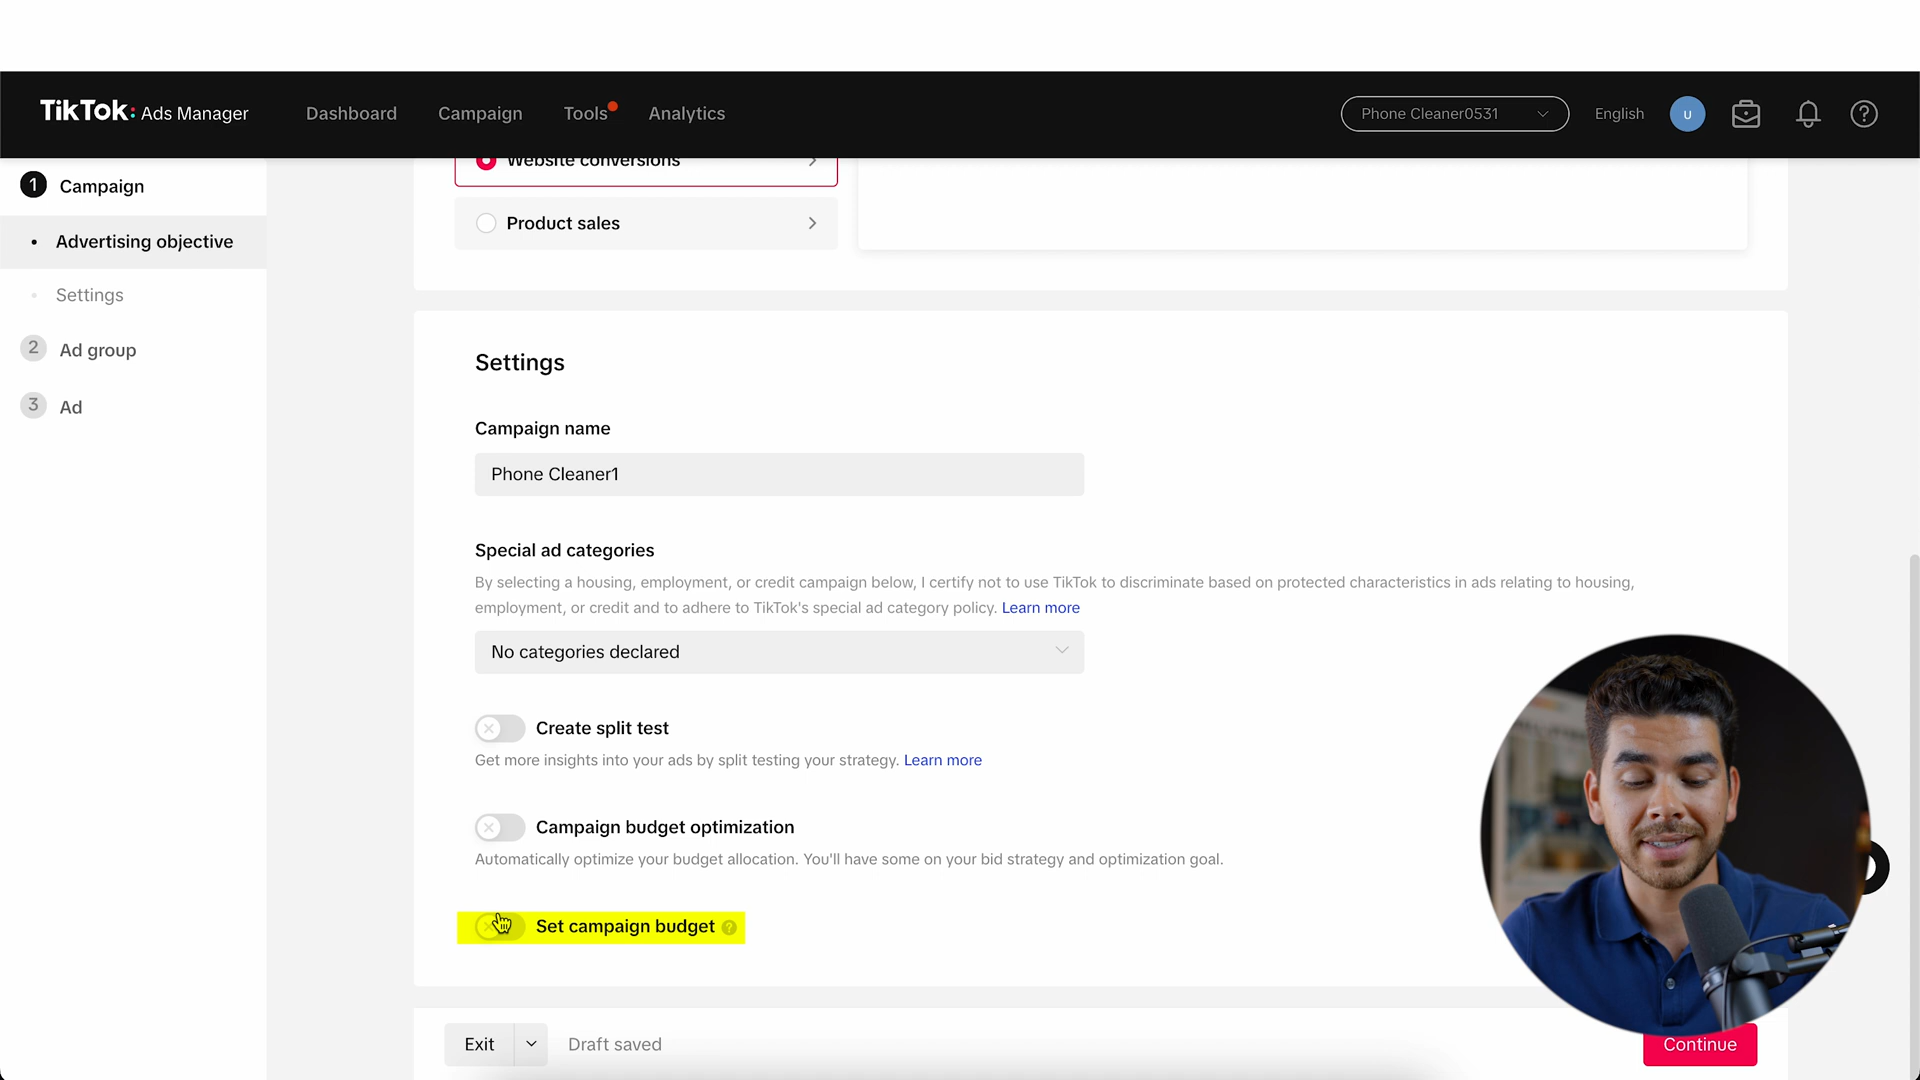 TikTok: Ads Manager
Dashboard
Campaign
Tools
Analytics
Phone Cleaner0531
English
U
1 Campaign
Advertising objective
Settings
2 Ad group
3 Ad
Website conversions
Product sales
Settings
Campaign name
Phone Cleaner1
Special ad categories
By selecting a housing, employment, or credit campaign below, I certify not to use TikTok to discriminate based on protected characteristics in ads relating to housing,
employment, or credit and to adhere to TikTok's special ad category policy. Learn more
No categories declared
Create split test
Get more insights into your ads by split testing your strategy. Learn more
Campaign budget optimization
Automatically optimize your budget allocation. You'll have some on your bid strategy and optimization goal.
Set campaign budget ?
Exit
Draft saved
Continue